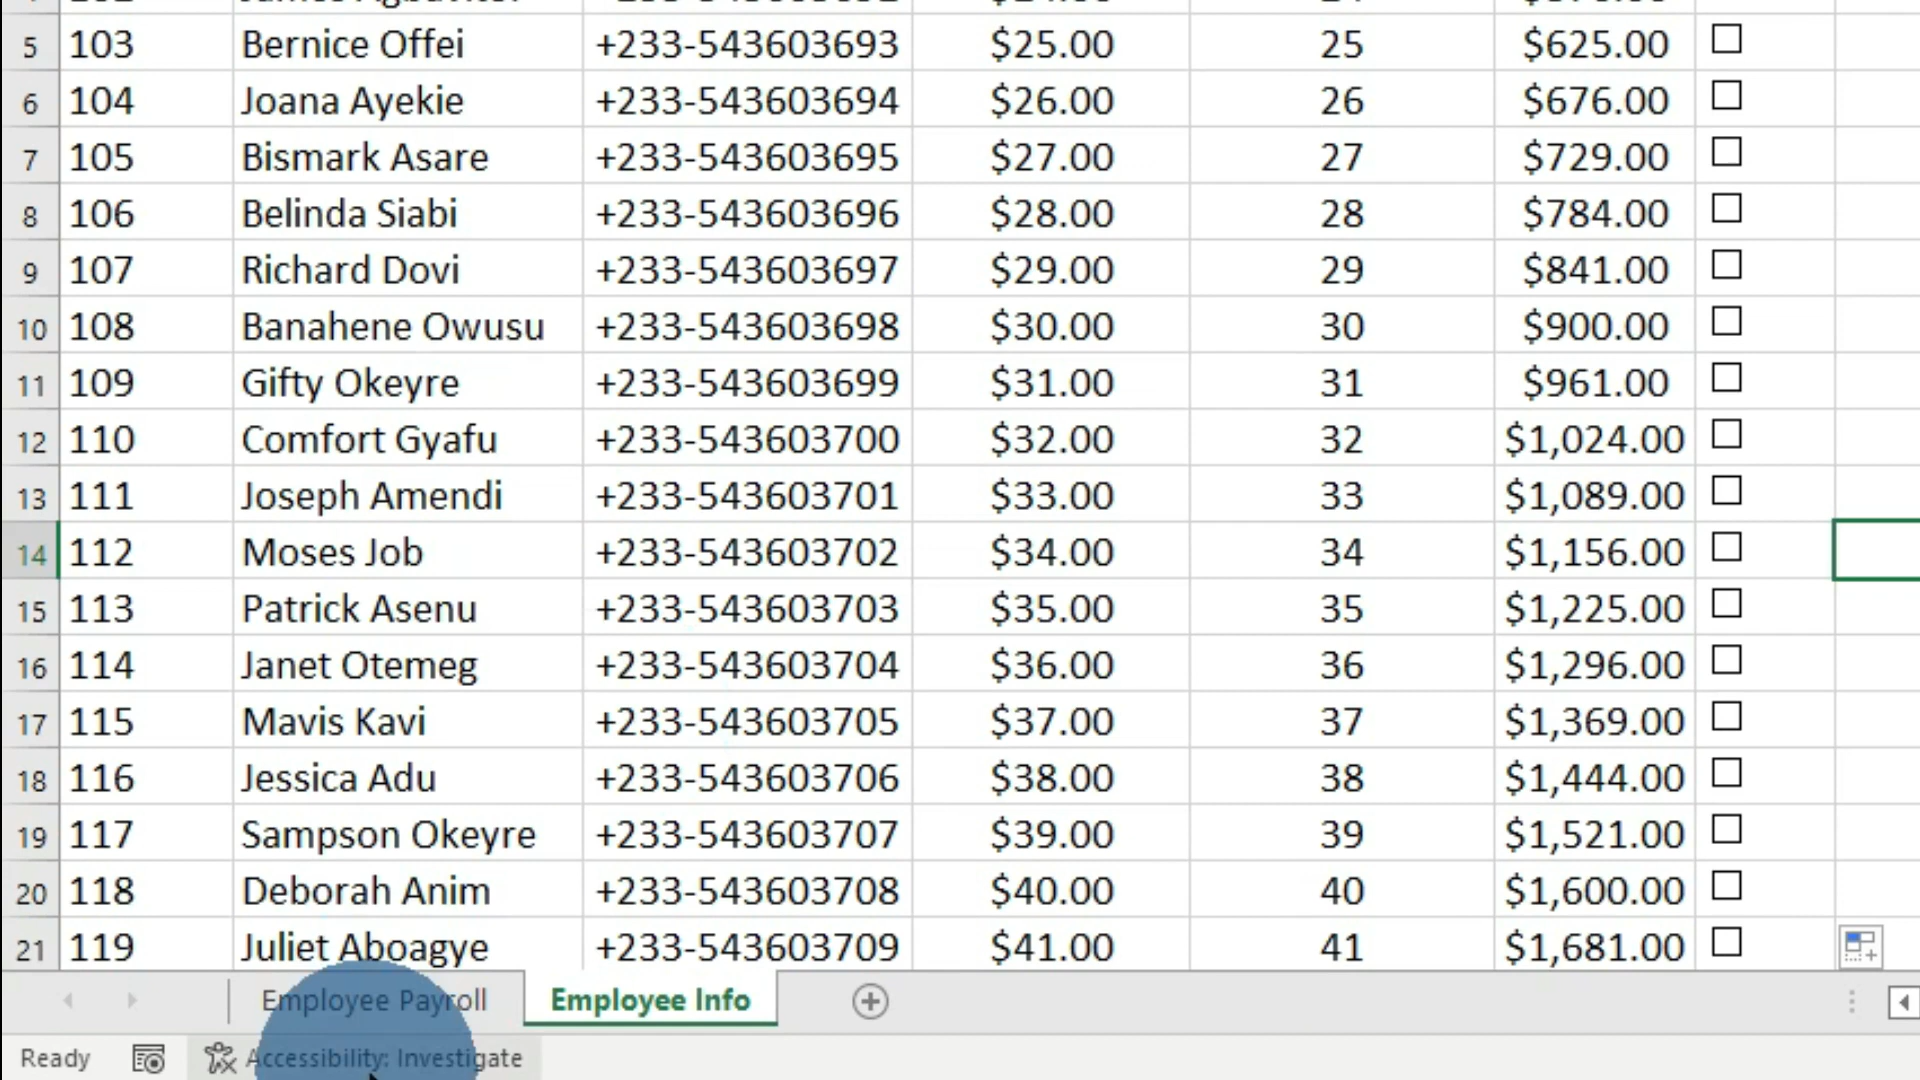 5 103 Bernice Offei +233-543603693 $25.00 25 $625.00
6 104 Joana Ayekie +233-543603694 $26.00 26 $676.00
7 105 Bismark Asare +233-543603695 $27.00 27 $729.00
8 106 Belinda Siabi +233-543603696 $28.00 28 $784.00
9 107 Richard Dovi +233-543603697 $29.00 29 $841.00
10 108 Banahene Owusu +233-543603698 $30.00 30 $900.00
11 109 Gifty Okeyre +233-543603699 $31.00 31 $961.00
12 110 Comfort Gyafu +233-543603700 $32.00 32 $1,024.00
13 111 Joseph Amendi +233-543603701 $33.00 33 $1,089.00
14 112 Moses Job +233-543603702 $34.00 34 $1,156.00
15 113 Patrick Asenu +233-543603703 $35.00 35 $1,225.00
16 114 Janet Otemeg +233-543603704 $36.00 36 $1,296.00
17 115 Mavis Kavi +233-543603705 $37.00 37 $1,369.00
18 116 Jessica Adu +233-543603706 $38.00 38 $1,444.00
19 117 Sampson Okeyre +233-543603707 $39.00 39 $1,521.00
20 118 Deborah Anim +233-543603708 $40.00 40 $1,600.00
21 119 Juliet Aboagye +233-543603709 $41.00 41 $1,681.00
Employee Payroll Employee Info
Ready Accessibility: Investigate